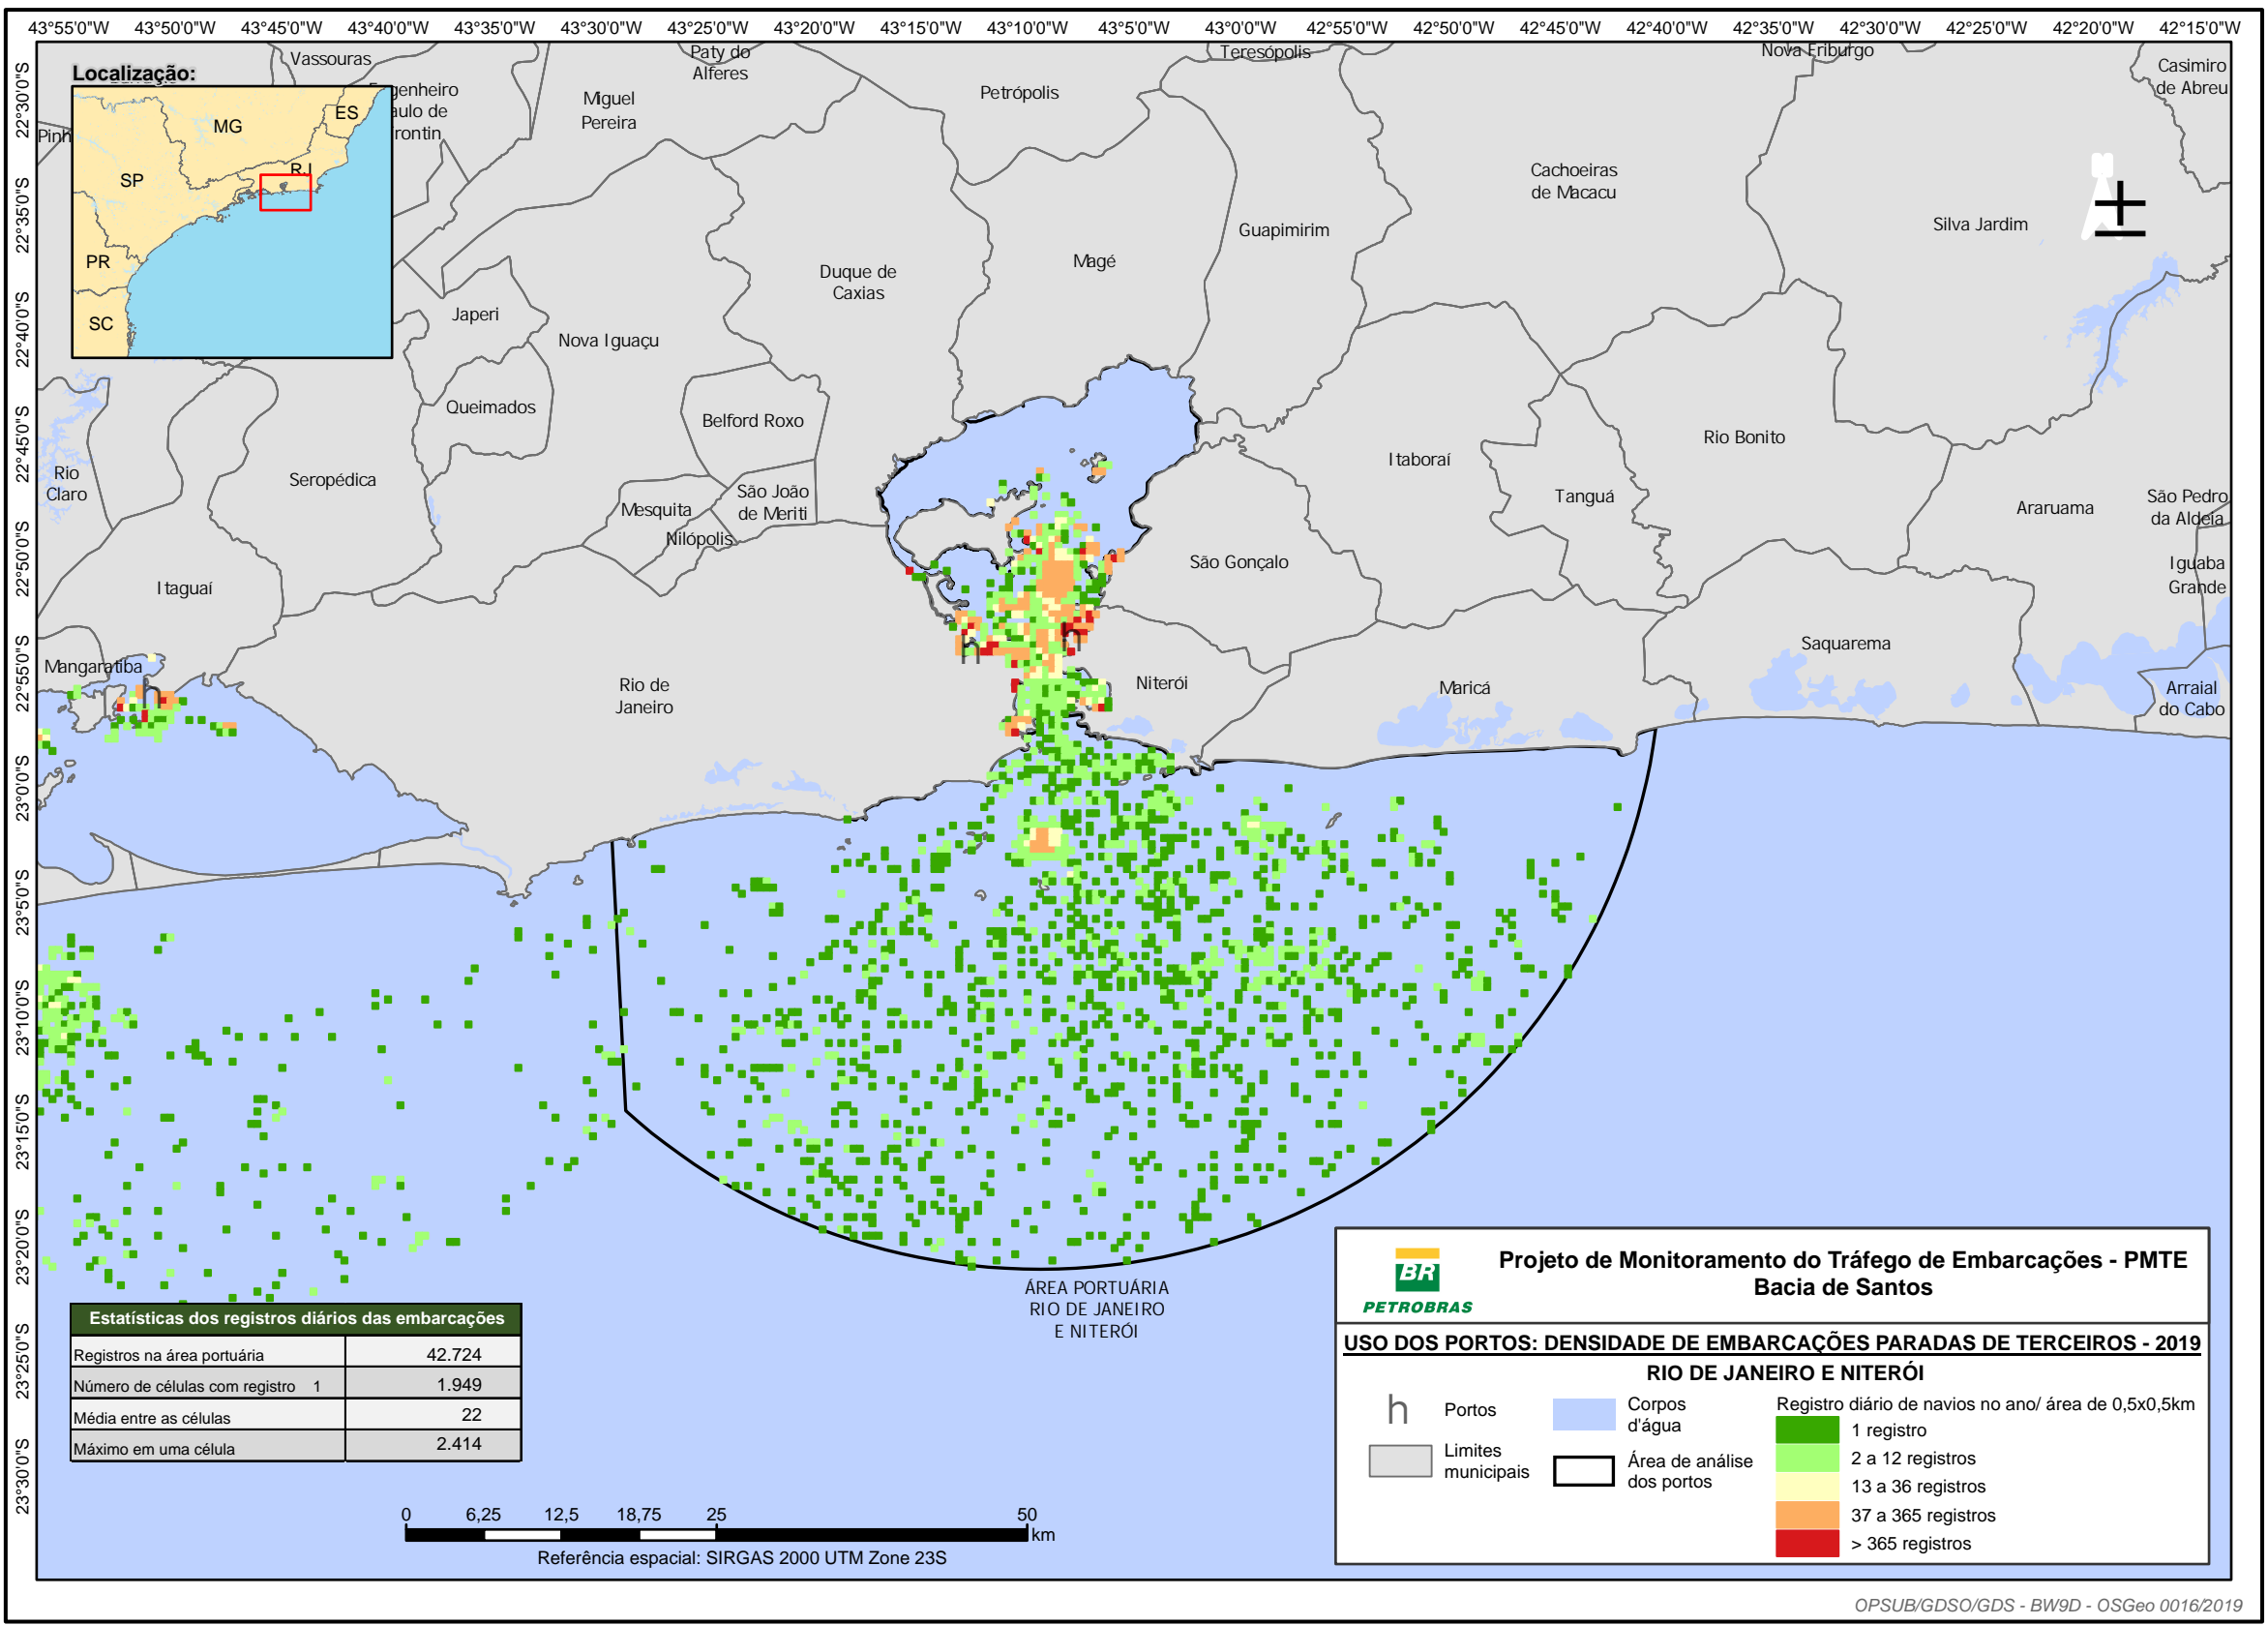 43°55'0"W 43°50'0"W 43°45'0"W 43°40'0"W 43°35'0"W 43°30'0"W 43°25'0"W 43°20'0"W 43°15'0"W 43°10'0"W 43°5'0"W 43°0'0"W 42°55'0"W 42°50'0"W 42°45'0"W 42°40'0"W 42°35'0"W 42°30'0"W 42°25'0"W 42°20'0"W 42°15'0"W
22°30'0"S
22°35'0"S
22°40'0"S
22°45'0"S
22°50'0"S
22°55'0"S
23°0'0"S
23°5'0"S
23°10'0"S
23°15'0"S
23°20'0"S
23°25'0"S
23°30'0"S
Localização:
MG
ES
RJ
SP
PR
SC
Vassouras
Paty do
Alferes
Teresópolis
Nova Friburgo
Casimiro
de Abreu
genheiro
aulo de
rontin
Pinh
Miguel
Pereira
Petrópolis
Cachoeiras
de Macacu
Silva Jardim
Guapimirim
Magé
Duque de
Caxias
Japeri
Nova Iguaçu
Queimados
Belford Roxo
Rio Bonito
Itaboraí
Tanguá
Rio
Claro
Seropédica
Mesquita
São João
de Meriti
Nilópolis
Araruama
São Pedro
da Aldeia
Iguaba
Grande
São Gonçalo
Itaguaí
Mangaratiba
Rio de
Janeiro
Niterói
Maricá
Saquarema
Arraial
do Cabo
h
h
h
ÁREA PORTUÁRIA
RIO DE JANEIRO
E NITERÓI
Estatísticas dos registros diários das embarcações
Registros na área portuária 42.724
Número de células com registro 1 1.949
Média entre as células 22
Máximo em uma célula 2.414
0 6,25 12,5 18,75 25 50
km
Referência espacial: SIRGAS 2000 UTM Zone 23S
BR
PETROBRAS
Projeto de Monitoramento do Tráfego de Embarcações - PMTE
Bacia de Santos
USO DOS PORTOS: DENSIDADE DE EMBARCAÇÕES PARADAS DE TERCEIROS - 2019
RIO DE JANEIRO E NITERÓI
h Portos
Limites
municipais
Corpos
d'água
Área de análise
dos portos
Registro diário de navios no ano/ área de 0,5x0,5km
1 registro
2 a 12 registros
13 a 36 registros
37 a 365 registros
> 365 registros
OPSUB/GDSO/GDS - BW9D - OSGeo 0016/2019